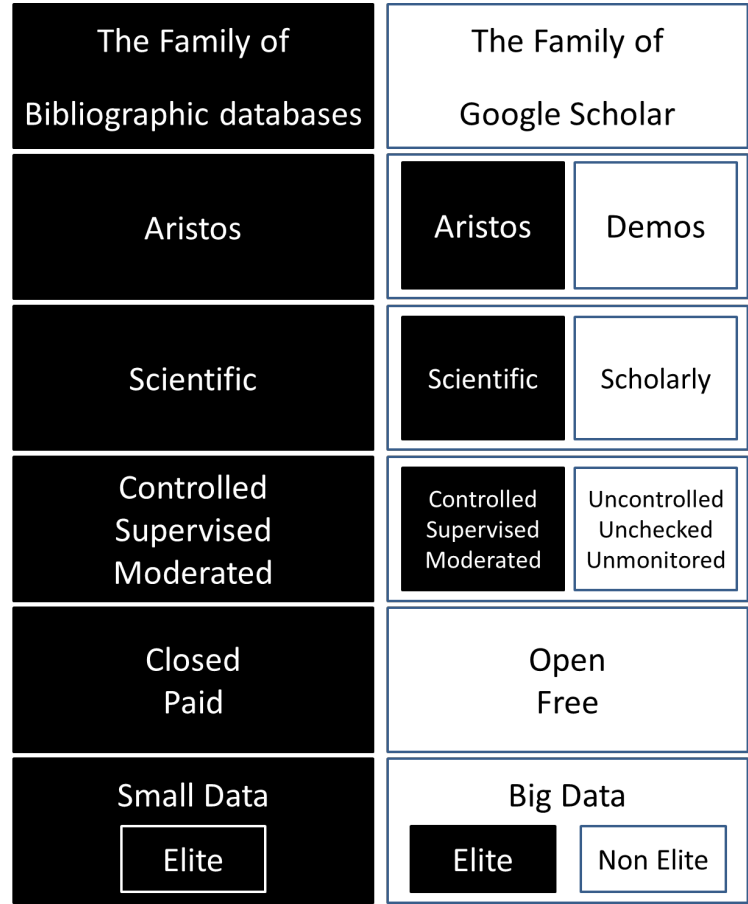 The Family of
Bibliographic databases
The Family of
Google Scholar
Aristos
Aristos
Demos
Scientific
Scientific
Scholarly
Controlled
Supervised
Moderated
Controlled
Supervised
Moderated
Uncontrolled
Unchecked
Unmonitored
Closed
Paid
Open
Free
Small Data
Elite
Big Data
Elite
Non Elite